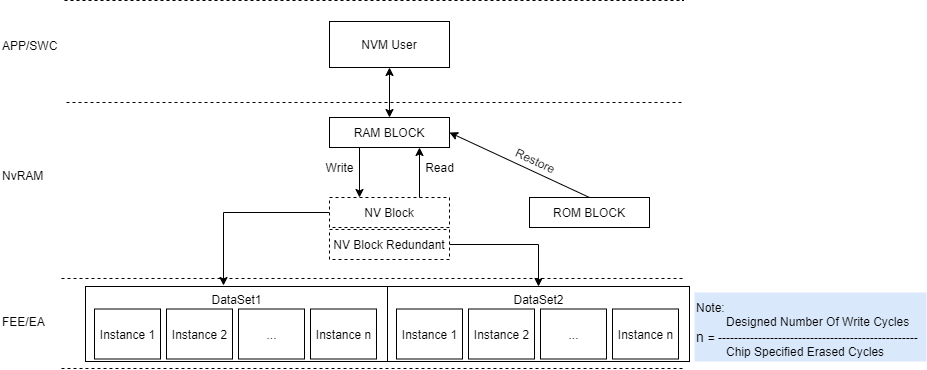 APP/SWC
NVM User
RAM BLOCK
Write
Read
Restore
NvRAM
NV Block
ROM BLOCK
NV Block Redundant
FEE/EA
DataSet1
DataSet2
Instance 1
Instance 2
...
Instance n
Instance 1
Instance 2
...
Instance n
Note:
Designed Number Of Write Cycles
n = --------------------------------------------------
Chip Specified Erased Cycles